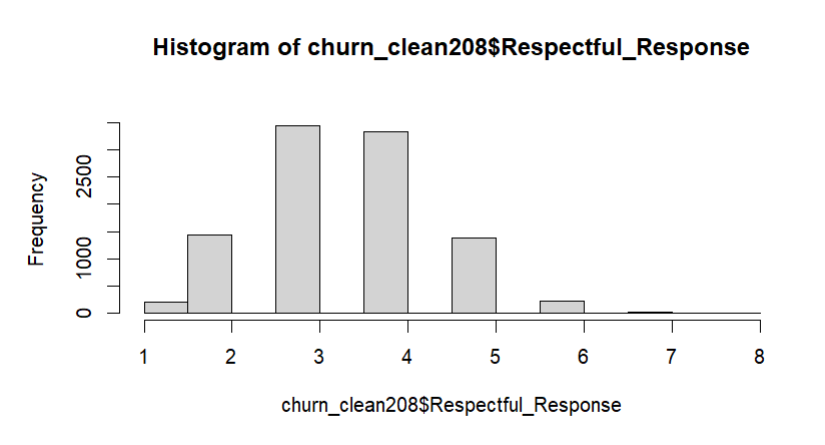 Histogram of churn_clean208$Respectful_Response
Frequency
2500
1000
0
1 2 3 4 5 6 7 8
churn_clean208$Respectful_Response